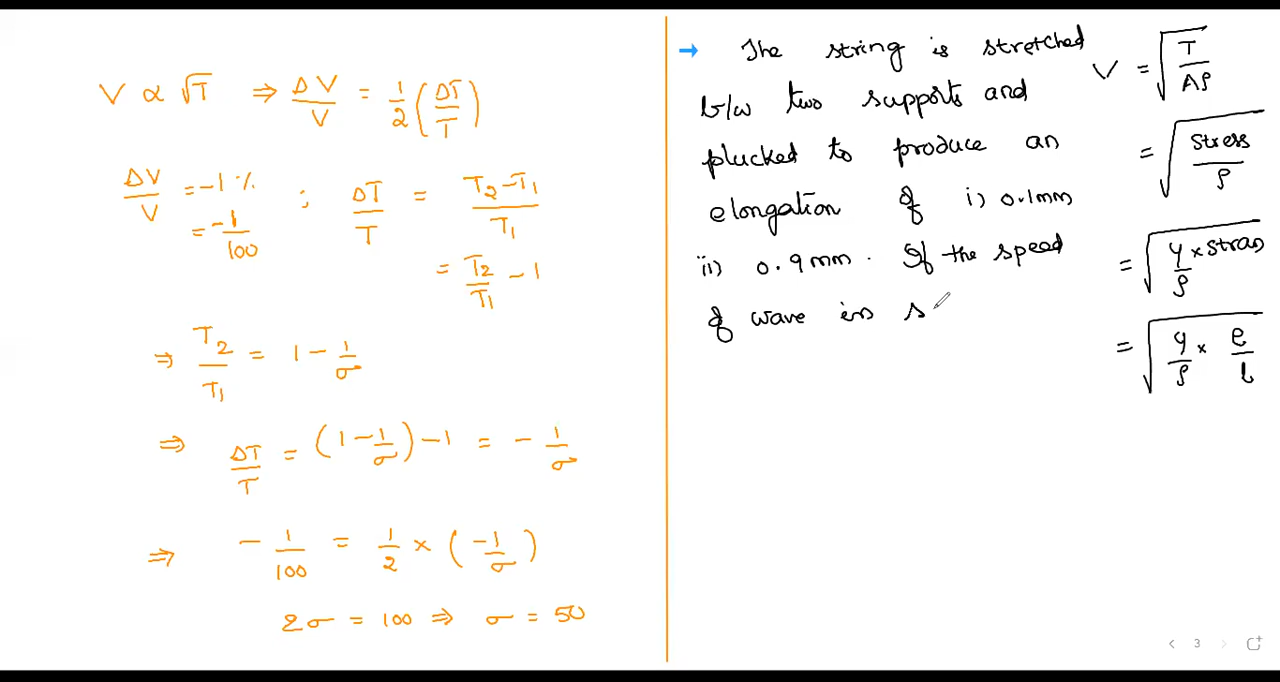 V ∝ √T ⇒ ΔV/V = 1/2 (ΔT/T)
ΔV/V = -1% ; ΔT/T = (T2-T1)/T1
= -1/100
= T2/T1 - 1
⇒ T2/T1 = 1 - 1/σ
⇒ ΔT/T = (1 - 1/σ) - 1 = - 1/σ
⇒ - 1/100 = 1/2 × (-1/σ)
2σ = 100 ⇒ σ = 50
→ The string is stretched
b/w two supports and
plucked to produce an
elongation of i) 0.1mm
ii) 0.9mm. If the speed
of wave in s
V = √(T/Aρ)
= √(Stress/ρ)
= √(Y/ρ × Strain)
= √(Y/ρ × e/l)
3